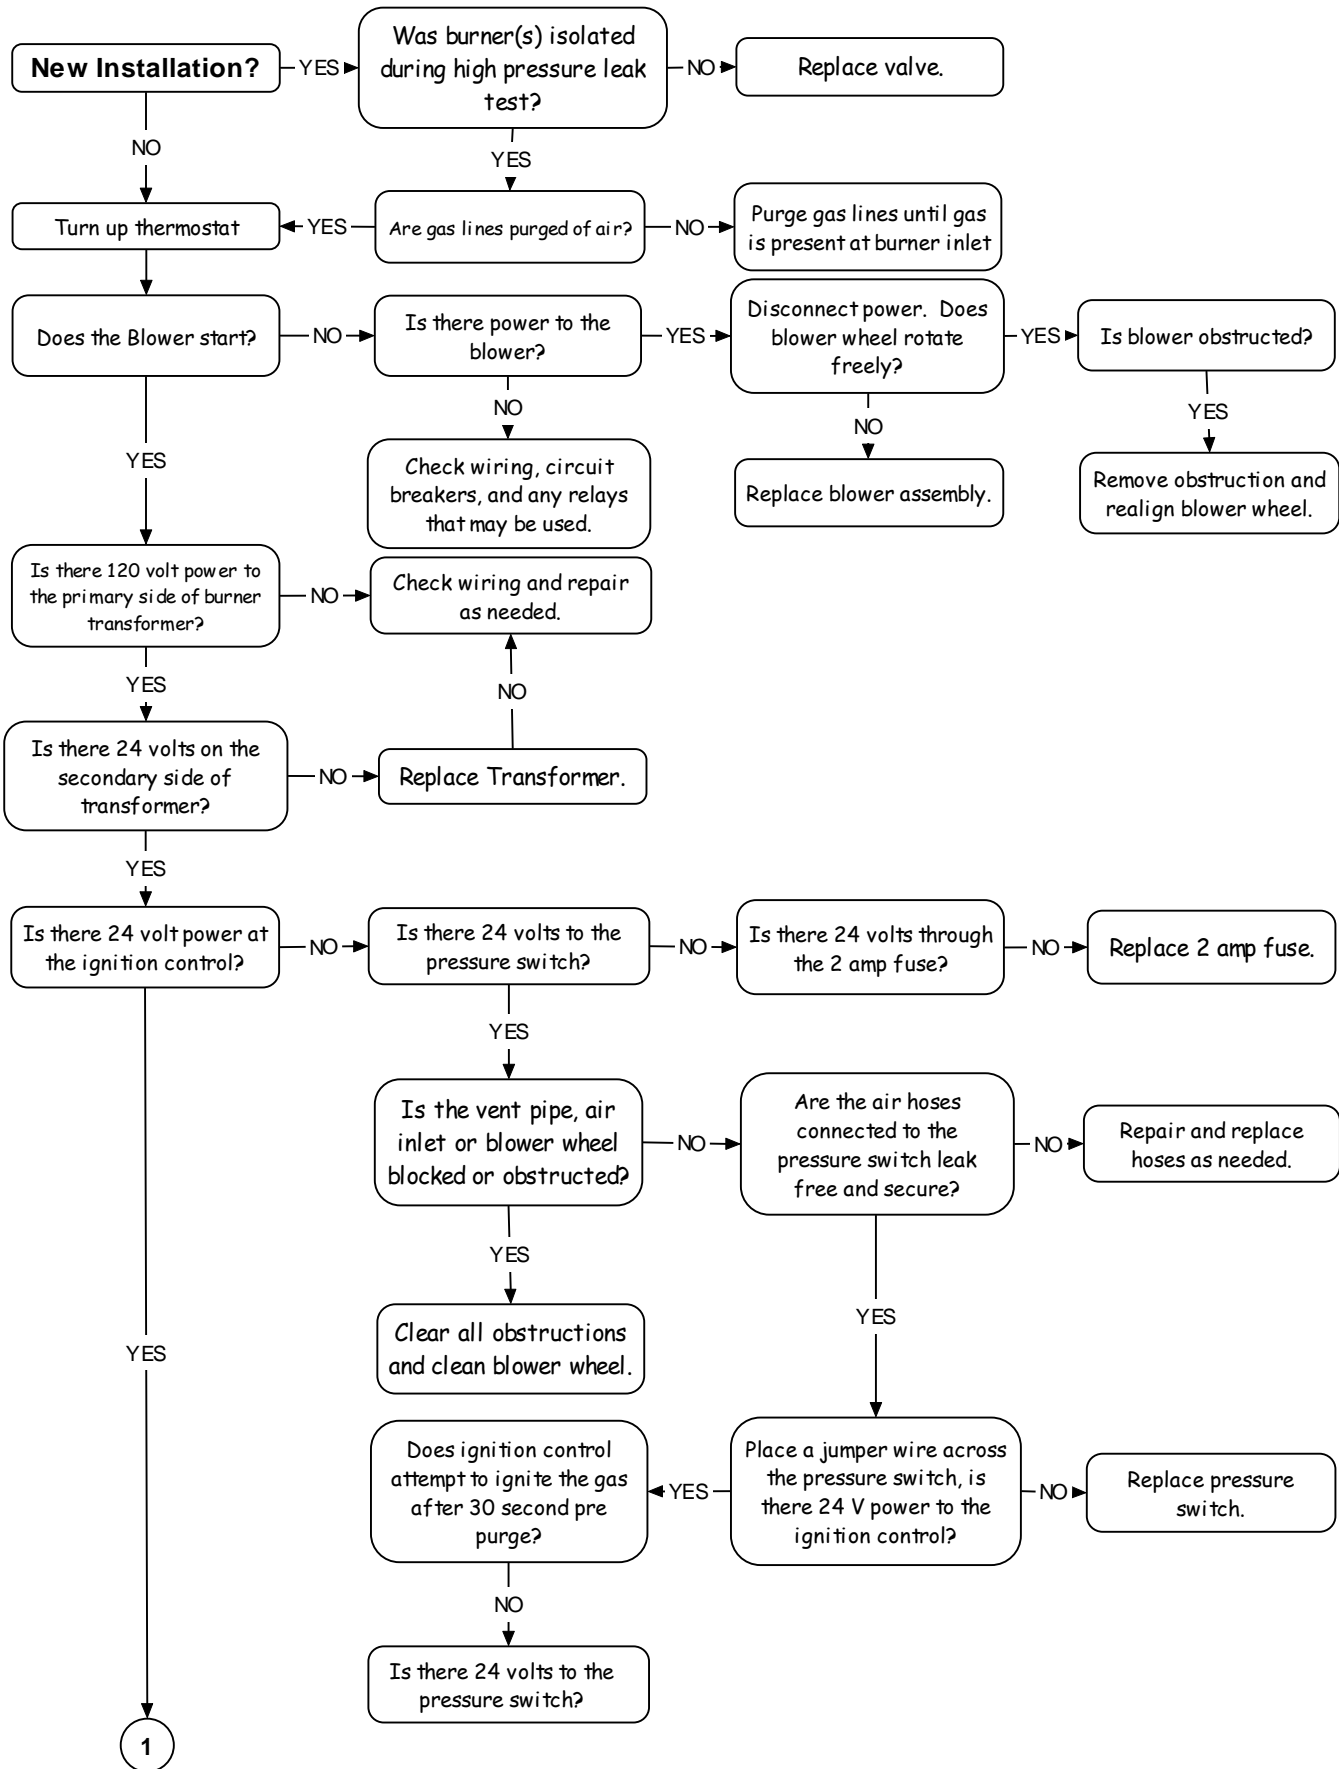 New Installation?
YES
Was burner(s) isolated
during high pressure leak
test?
NO
Replace valve.
NO
YES
Turn up thermostat
YES
Are gas lines purged of air?
NO
Purge gas lines until gas
is present at burner inlet
Does the Blower start?
NO
Is there power to the
blower?
YES
Disconnect power. Does
blower wheel rotate
freely?
YES
Is blower obstructed?
YES
NO
Check wiring, circuit
breakers, and any relays
that may be used.
NO
Replace blower assembly.
YES
Remove obstruction and
realign blower wheel.
Is there 120 volt power to
the primary side of burner
transformer?
NO
Check wiring and repair
as needed.
YES
NO
Is there 24 volts on the
secondary side of
transformer?
NO
Replace Transformer.
YES
Is there 24 volt power at
the ignition control?
NO
Is there 24 volts to the
pressure switch?
NO
Is there 24 volts through
the 2 amp fuse?
NO
Replace 2 amp fuse.
YES
Is the vent pipe, air
inlet or blower wheel
blocked or obstructed?
NO
Are the air hoses
connected to the
pressure switch leak
free and secure?
NO
Repair and replace
hoses as needed.
YES
YES
Clear all obstructions
and clean blower wheel.
YES
Does ignition control
attempt to ignite the gas
after 30 second pre
purge?
YES
Place a jumper wire across
the pressure switch, is
there 24 V power to the
ignition control?
NO
Replace pressure
switch.
NO
Is there 24 volts to the
pressure switch?
1